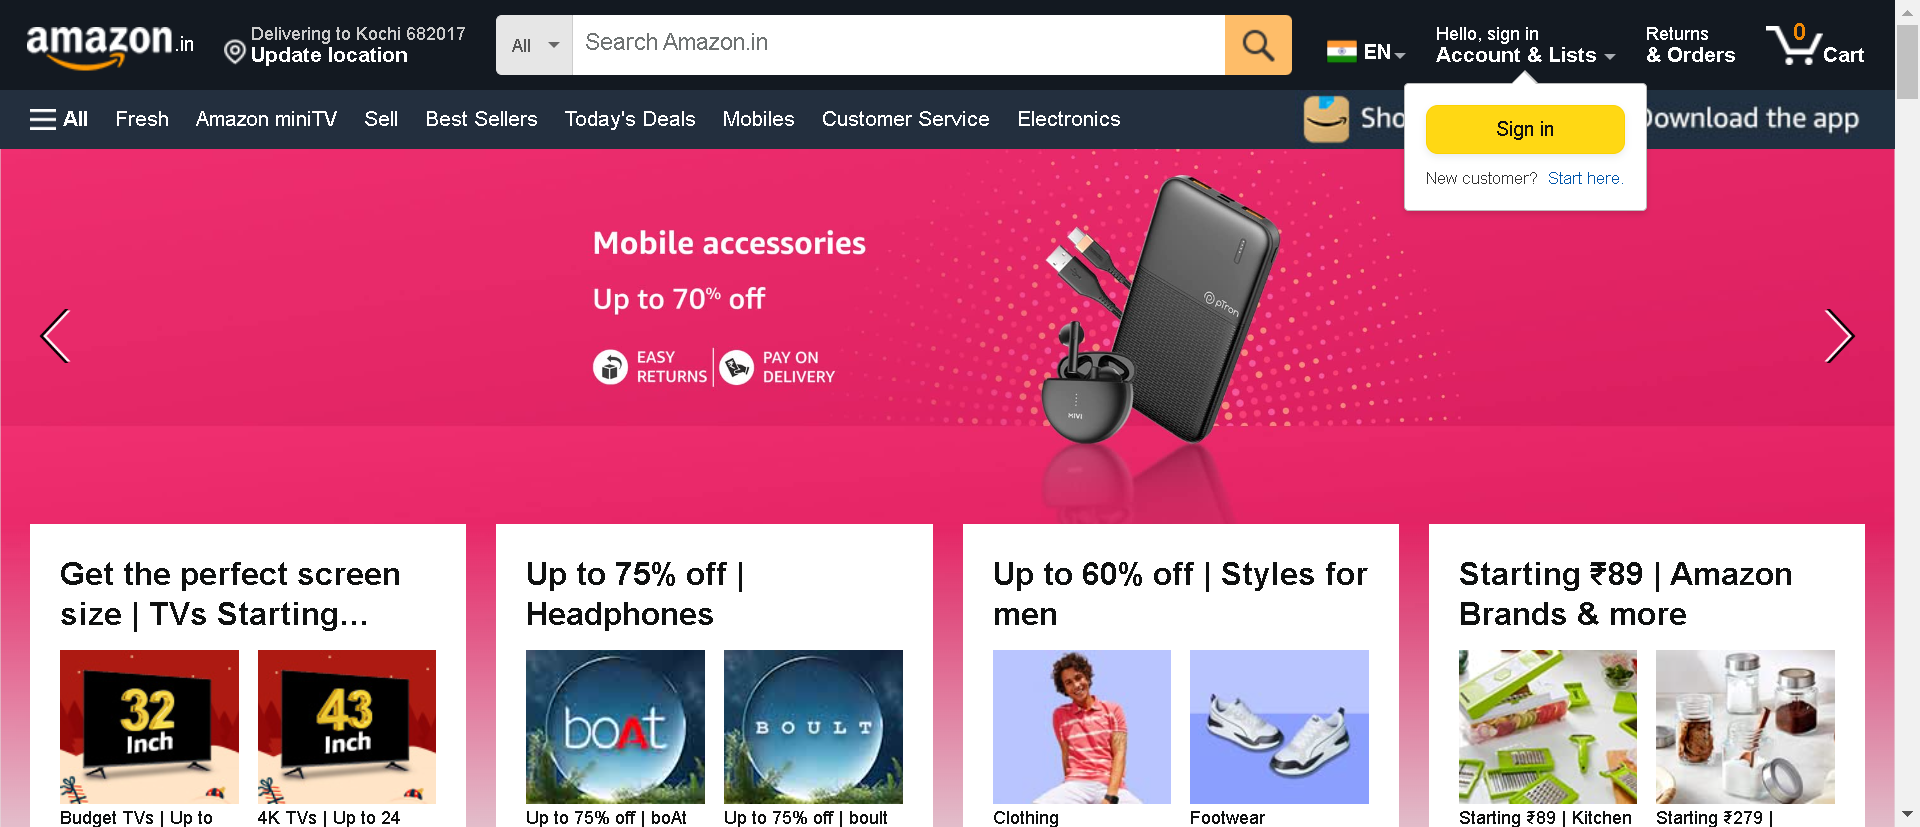 amazon.in
Delivering to Kochi 682017
Update location
All
Search Amazon.in
EN
Hello, sign in
Account & Lists
Returns
& Orders
0
Cart
All
Fresh
Amazon miniTV
Sell
Best Sellers
Today's Deals
Mobiles
Customer Service
Electronics
Sho
Download the app
Sign in
New customer? Start here.
Mobile accessories
Up to 70% off
EASY
RETURNS
PAY ON
DELIVERY
pTron
MIVI
Get the perfect screen
size | TVs Starting...
32
Inch
43
Inch
Budget TVs | Up to
4K TVs | Up to 24
Up to 75% off |
Headphones
boAt
BOULT
Up to 75% off | boAt
Up to 75% off | boult
Up to 60% off | Styles for
men
Clothing
Footwear
Starting ₹89 | Amazon
Brands & more
Starting ₹89 | Kitchen
Starting ₹279 |